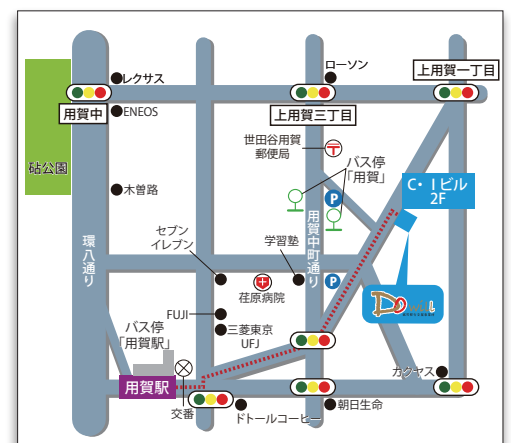 ローソン
上用賀一丁目
レクサス
用賀中
ENEOS
上用賀三丁目
世田谷用賀
郵便局
バス停
「用賀」
砧公園
木曽路
C・Iビル
2F
P
環八通り
用賀中町通り
セブン
イレブン
学習塾
荏原病院
P
FUJI
バス停
「用賀駅」
三菱東京
UFJ
カクヤス
用賀駅
交番
ドトールコーヒー
朝日生命